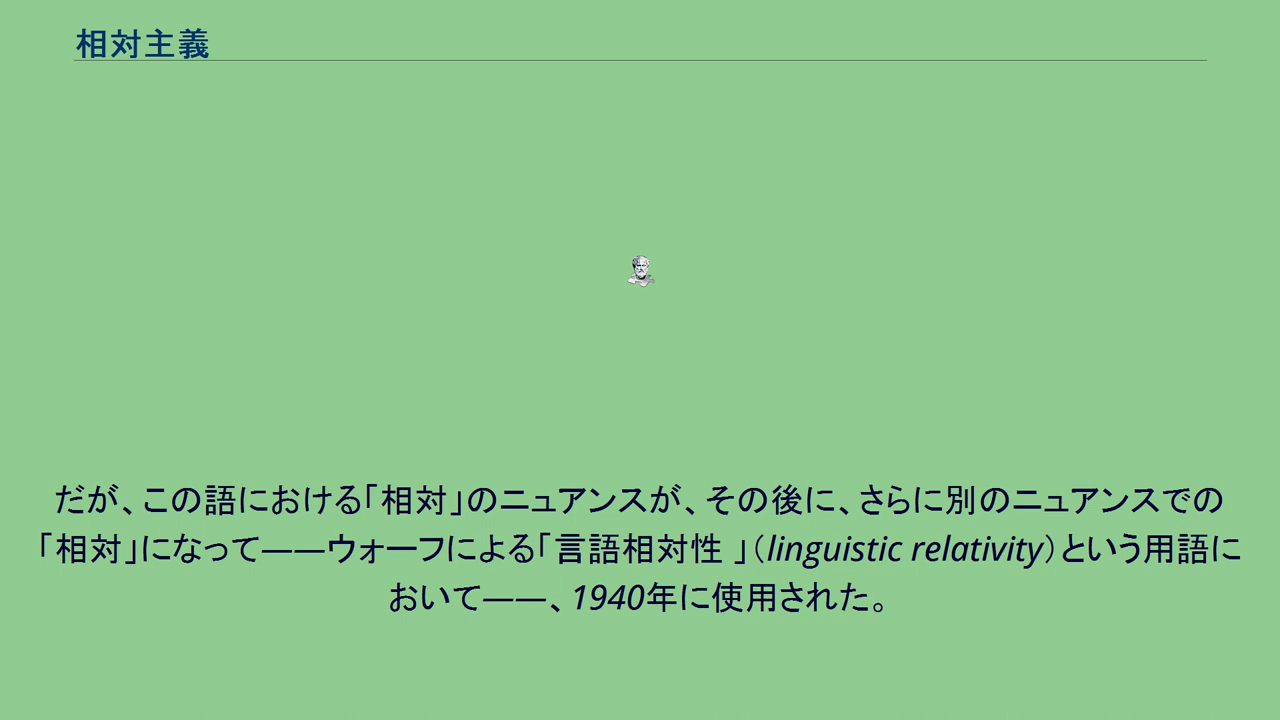 相対主義
だが、この語における「相対」のニュアンスが、その後に、さらに別のニュアンスでの
「相対」になって——ウォーフによる「言語相対性 」（linguistic relativity）という用語に
おいて——、1940年に使用された。